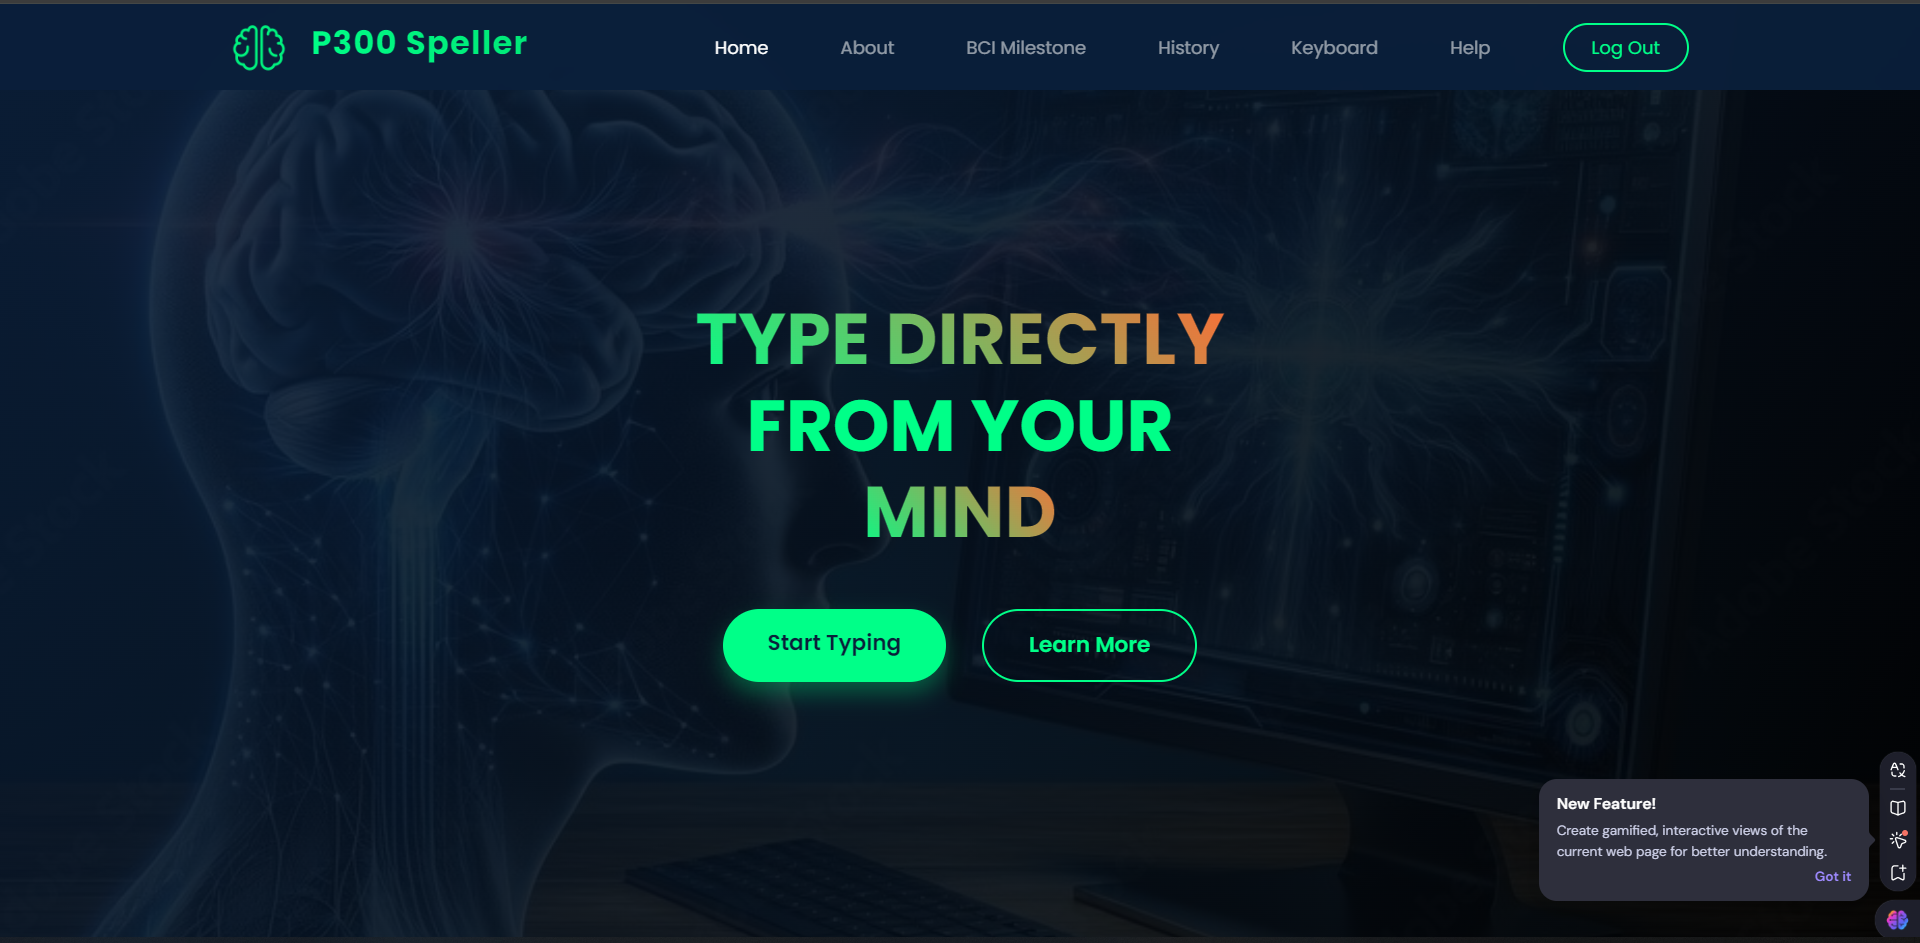 P300 Speller
Home
About
BCI Milestone
History
Keyboard
Help
Log Out
TYPE DIRECTLY
FROM YOUR
MIND
Start Typing
Learn More
New Feature!
Create gamified, interactive views of the
current web page for better understanding.
Got it